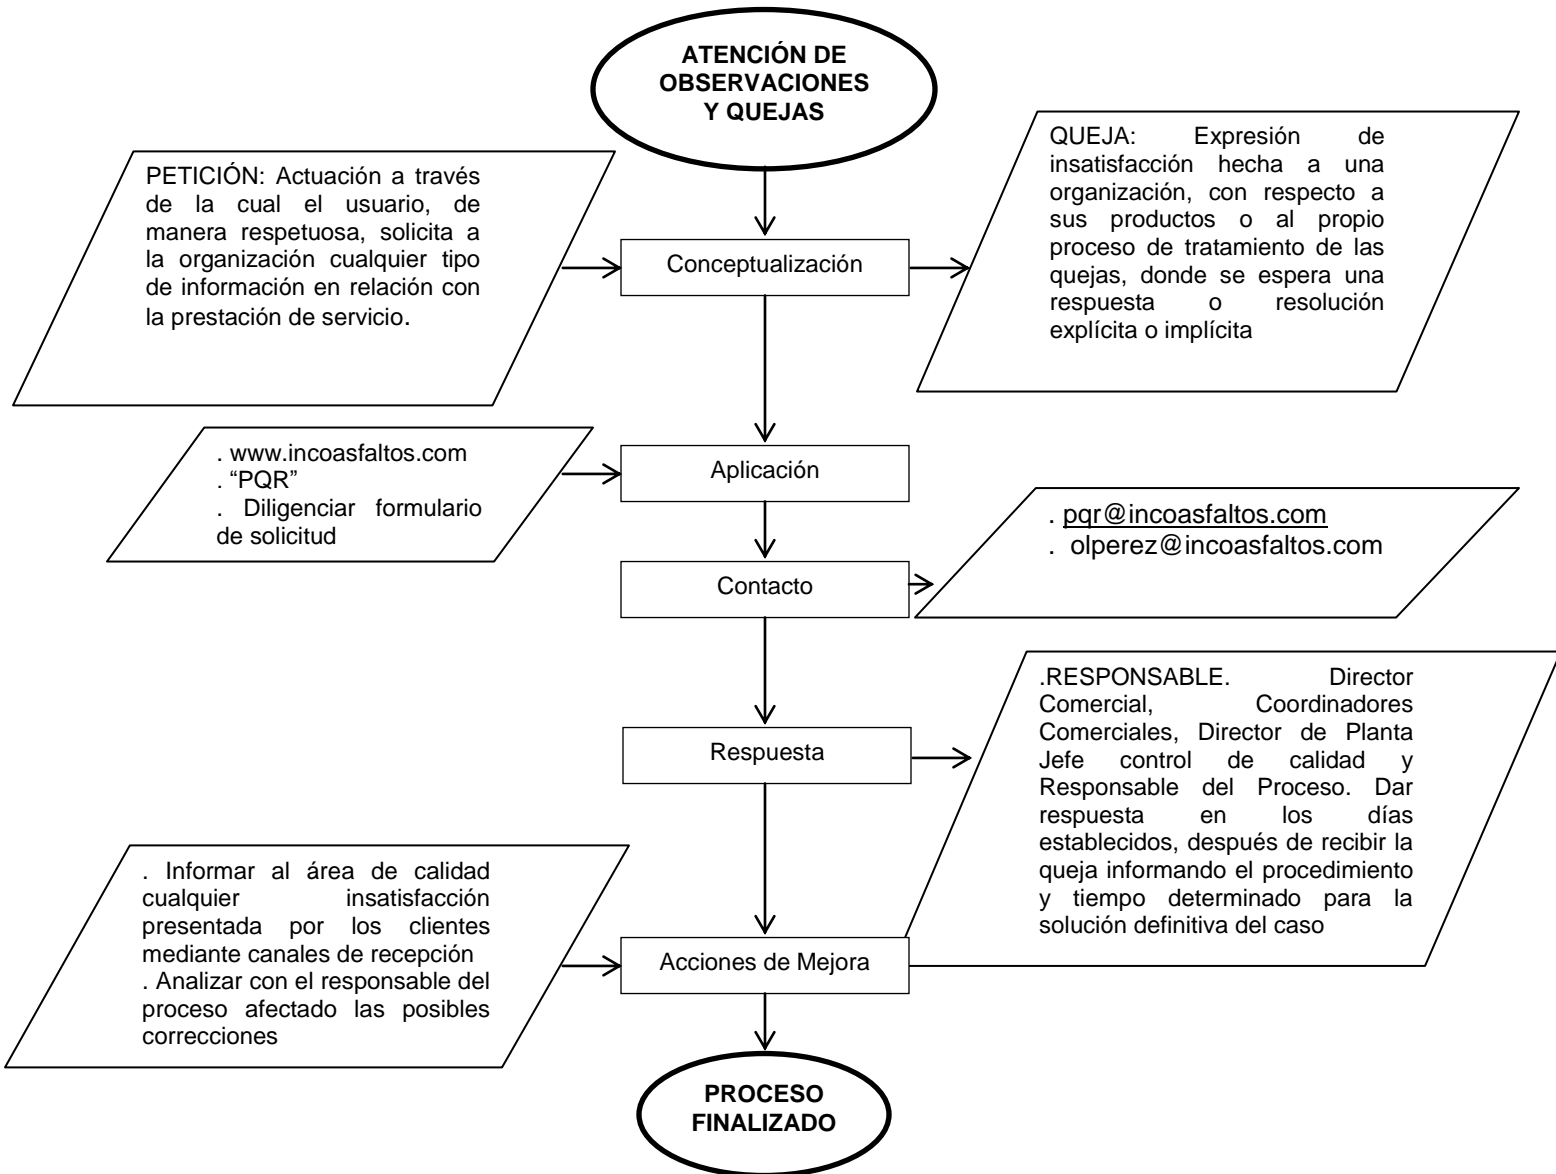 ATENCIÓN DE
OBSERVACIONES
Y QUEJAS
PETICIÓN: Actuación a través
de la cual el usuario, de
manera respetuosa, solicita a
la organización cualquier tipo
de información en relación con
la prestación de servicio.
Conceptualización
QUEJA: Expresión de
insatisfacción hecha a una
organización, con respecto a
sus productos o al propio
proceso de tratamiento de las
quejas, donde se espera una
respuesta o resolución
explícita o implícita
. www.incoasfaltos.com
. “PQR”
. Diligenciar formulario
de solicitud
Aplicación
Contacto
. pqr@incoasfaltos.com
. olperez@incoasfaltos.com
Respuesta
.RESPONSABLE. Director
Comercial, Coordinadores
Comerciales, Director de Planta
Jefe control de calidad y
Responsable del Proceso. Dar
respuesta en los días
establecidos, después de recibir la
queja informando el procedimiento
y tiempo determinado para la
solución definitiva del caso
. Informar al área de calidad
cualquier insatisfacción
presentada por los clientes
mediante canales de recepción
. Analizar con el responsable del
proceso afectado las posibles
correcciones
Acciones de Mejora
PROCESO
FINALIZADO